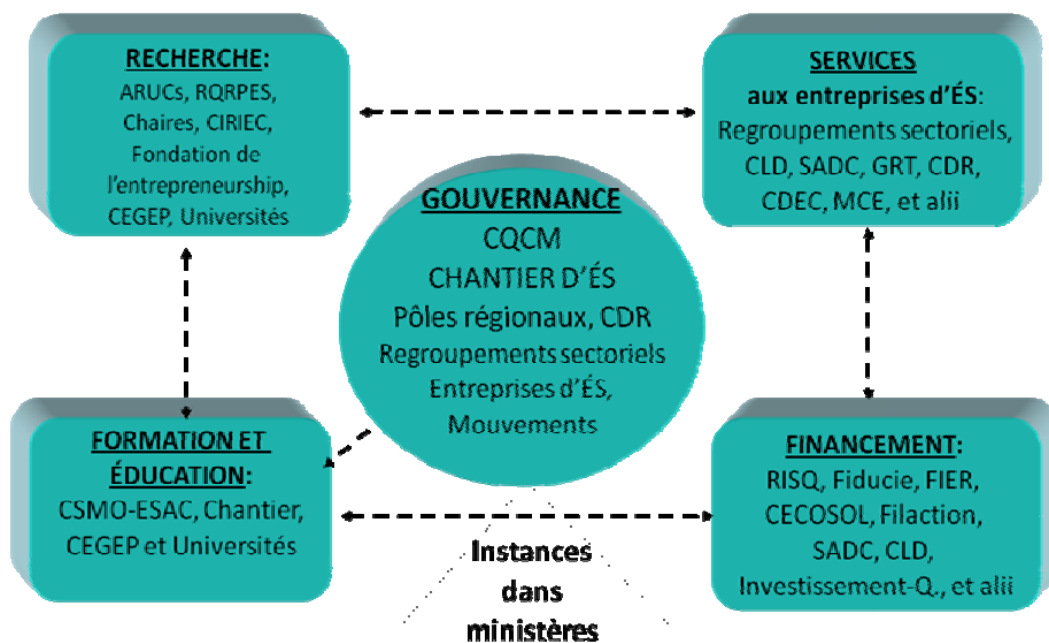 RECHERCHE:
ARUCs, RQRPES,
Chaires, CIRIEC,
Fondation de
l'entrepreneurship,
CEGEP, Universités
SERVICES
aux entreprises d'ÉS:
Regroupements sectoriels,
CLD, SADC, GRT, CDR,
CDEC, MCE, et alii
GOUVERNANCE
CQCM
CHANTIER D'ÉS
Pôles régionaux, CDR
Regroupements sectoriels
Entreprises d'ÉS,
Mouvements
FORMATION ET
ÉDUCATION:
CSMO-ESAC, Chantier,
CEGEP et Universités
FINANCEMENT:
RISQ, Fiducie, FIER,
CECOSOL, Filaction,
SADC, CLD,
Investissement-Q., et alii
Instances
dans
ministères